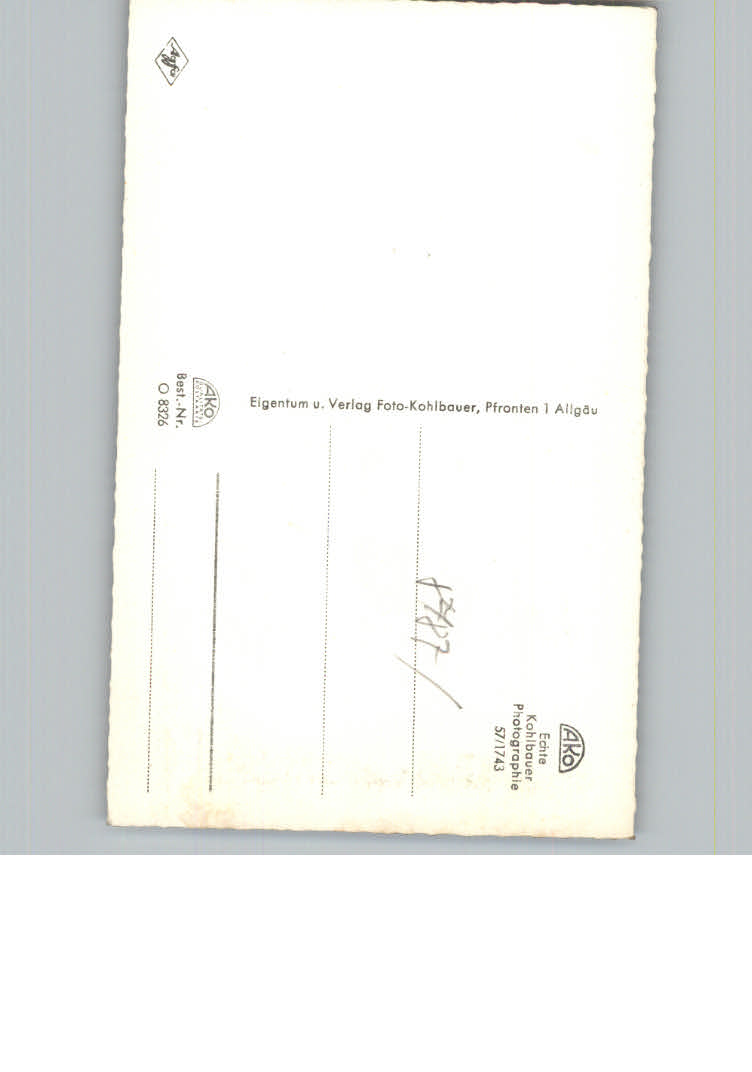 Agfa
AKO
Best.-Nr.
O 8326
Eigentum u. Verlag Foto-Kohlbauer, Pfronten 1 Allgäu
AKO
Echte
Kohlbauer
Photographie
57/1743